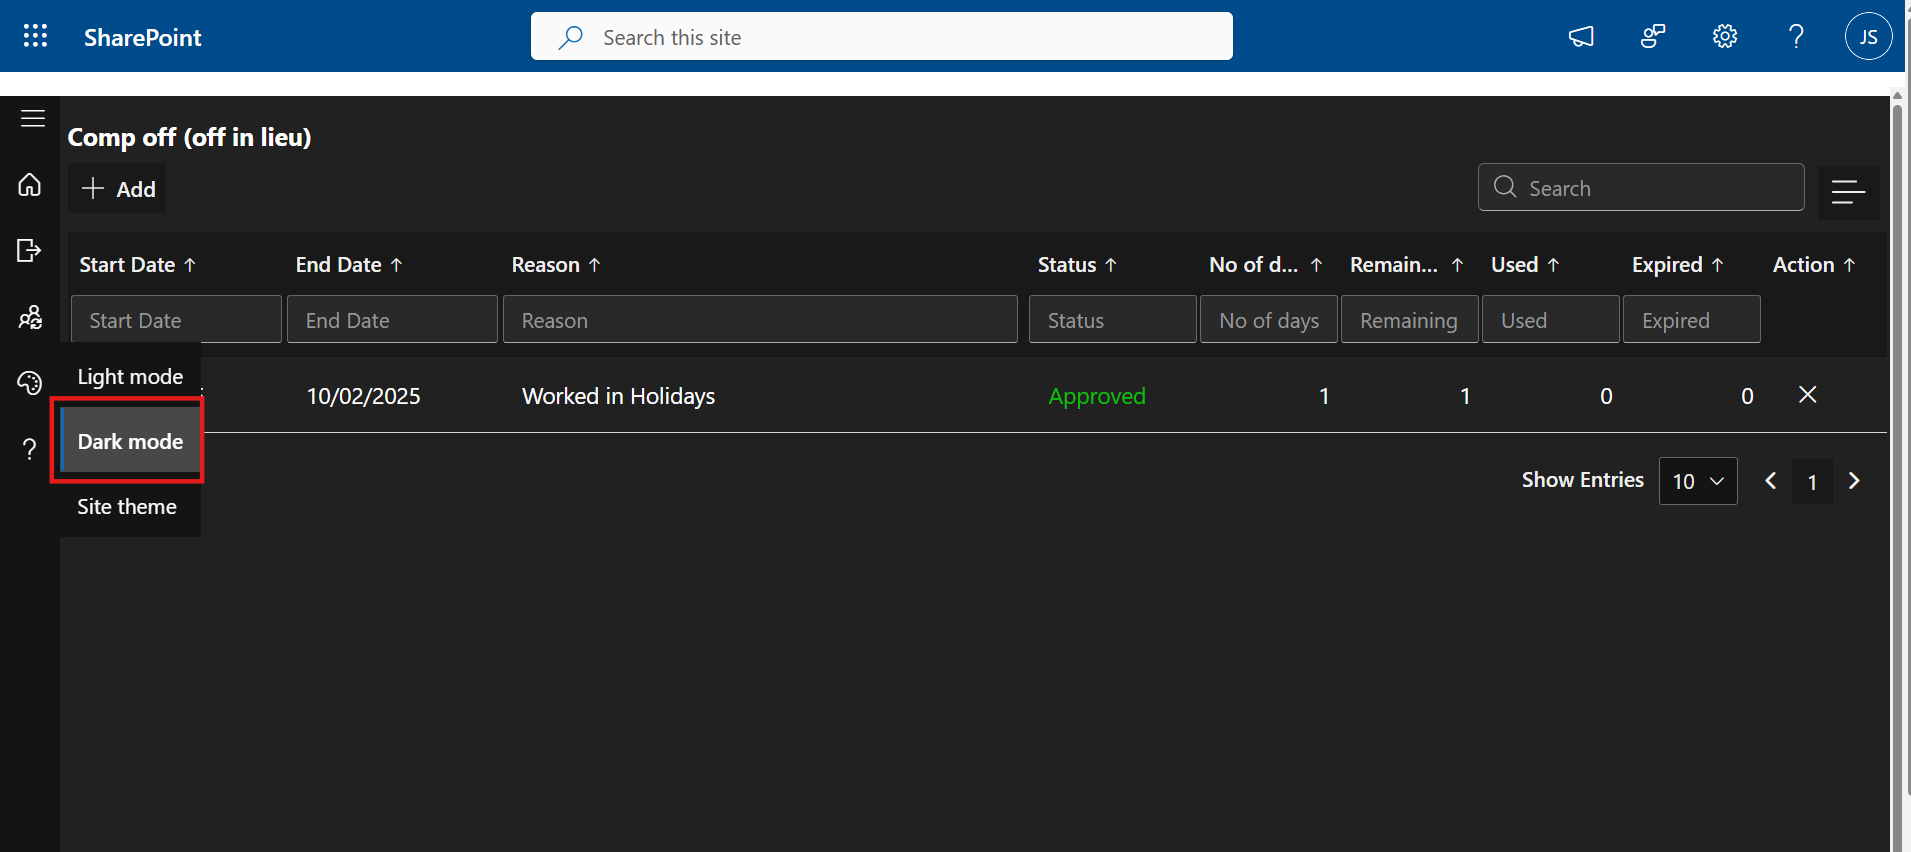 SharePoint
Search this site
JS
Comp off (off in lieu)
Add
Search
Start Date ↑ End Date ↑ Reason ↑ Status ↑ No of d... ↑ Remain... ↑ Used ↑ Expired ↑ Action ↑
Start Date End Date Reason Status No of days Remaining Used Expired
Light mode
10/02/2025 Worked in Holidays Approved 1 1 0 0
Dark mode
Show Entries 10 1
Site theme